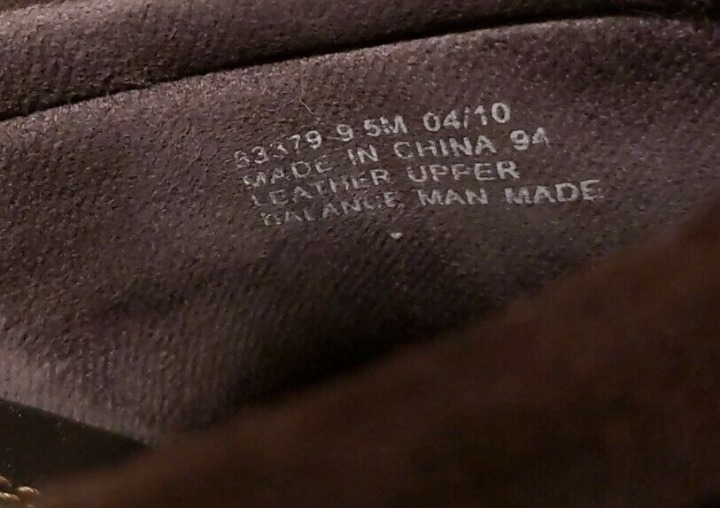 63379 9.5M 04/10
MADE IN CHINA 94
LEATHER UPPER
BALANCE MAN MADE